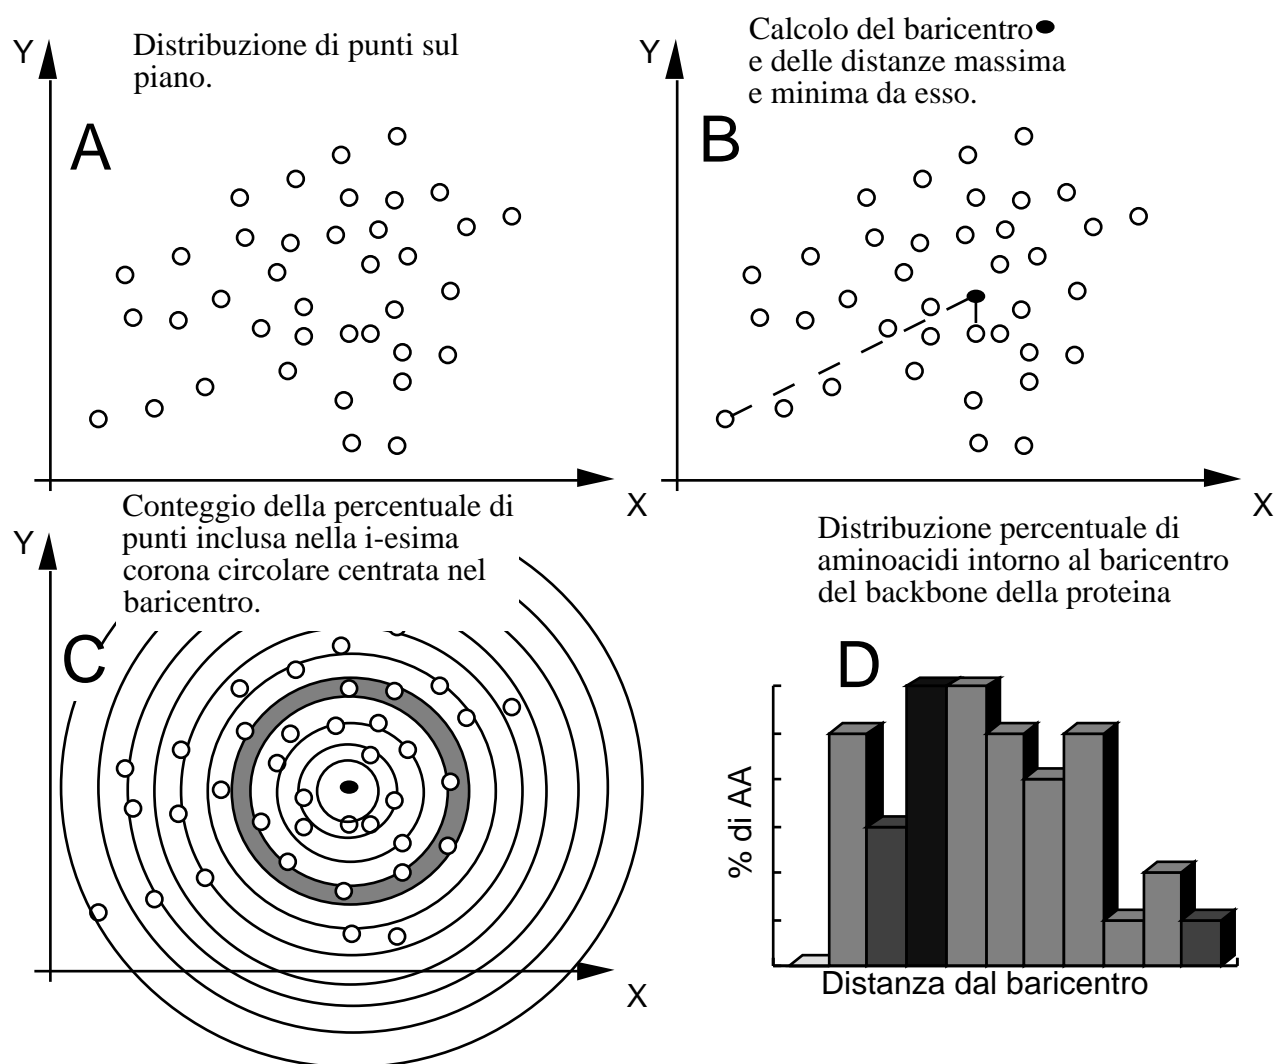 Y
Distribuzione di punti sul
piano.
A
X
Y
Calcolo del baricentro
e delle distanze massima
e minima da esso.
B
X
Y
Conteggio della percentuale di
punti inclusa nella i-esima
corona circolare centrata nel
baricentro.
C
X
Distribuzione percentuale di
aminoacidi intorno al baricentro
del backbone della proteina
D
% di AA
Distanza dal baricentro